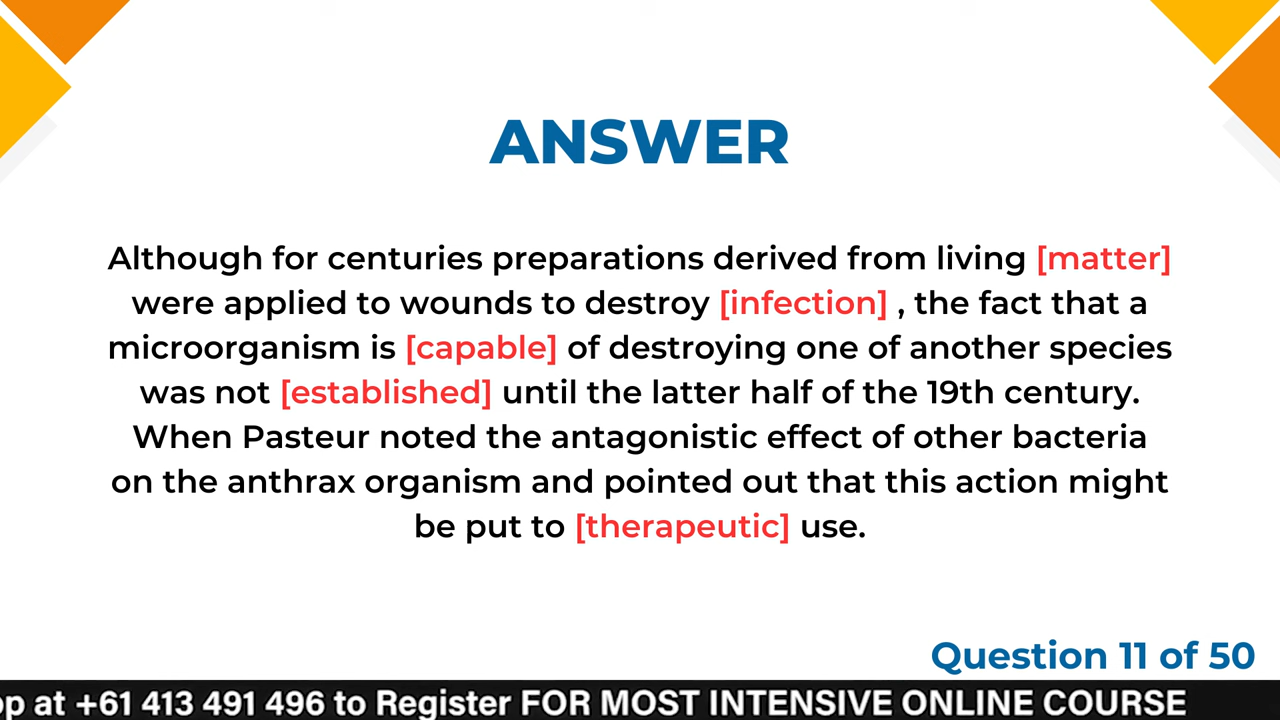 ANSWER
Although for centuries preparations derived from living [matter]
were applied to wounds to destroy [infection] , the fact that a
microorganism is [capable] of destroying one of another species
was not [established] until the latter half of the 19th century.
When Pasteur noted the antagonistic effect of other bacteria
on the anthrax organism and pointed out that this action might
be put to [therapeutic] use.
Question 11 of 50
at +61 413 491 496 to Register FOR MOST INTENSIVE ONLINE COURSE